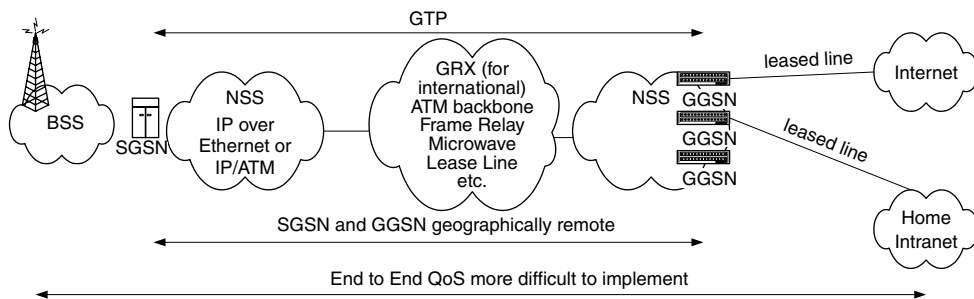 GTP
BSS
SGSN
NSS
IP over
Ethernet or
IP/ATM
GRX (for
international)
ATM backbone
Frame Relay
Microwave
Lease Line
etc.
NSS
GGSN
GGSN
GGSN
leased line
Internet
leased line
Home
Intranet
SGSN and GGSN geographically remote
End to End QoS more difficult to implement